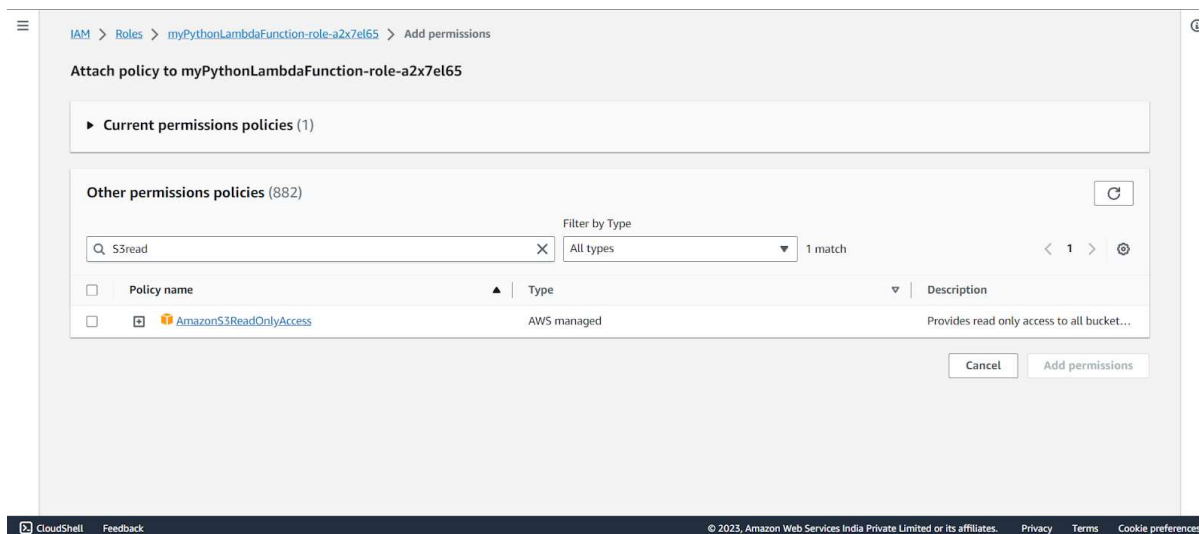 IAM > Roles > myPythonLambdaFunction-role-a2x7el65 > Add permissions
Attach policy to myPythonLambdaFunction-role-a2x7el65
Current permissions policies (1)
Other permissions policies (882)
Filter by Type
S3read All types 1 match 1
Policy name Type Description
AmazonS3ReadOnlyAccess AWS managed Provides read only access to all bucket...
Cancel Add permissions
CloudShell Feedback © 2023, Amazon Web Services India Private Limited or its affiliates. Privacy Terms Cookie preferences